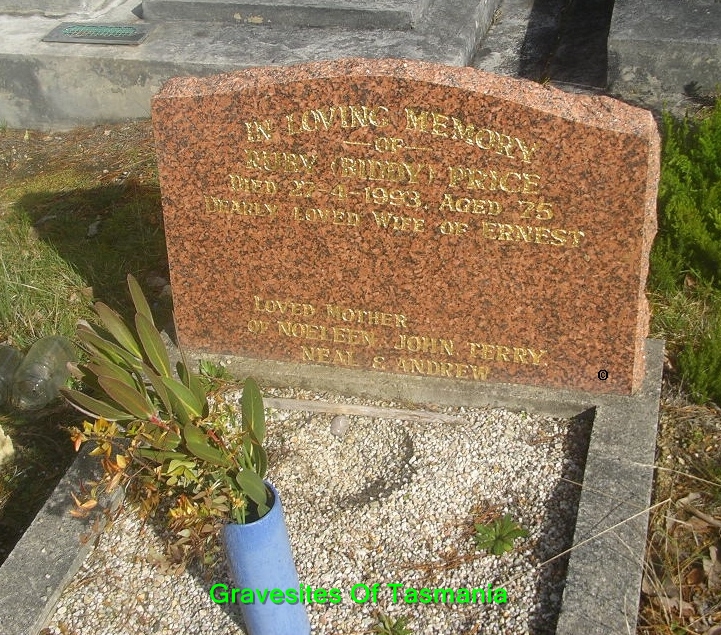 IN LOVING MEMORY
OF
RUBY (BIDDY) PRICE
DIED 27-4-1993. AGED 75
DEARLY LOVED WIFE OF ERNEST
LOVED MOTHER
OF NOELEEN, JOHN, TERRY,
NEAL & ANDREW
Gravesites Of Tasmania